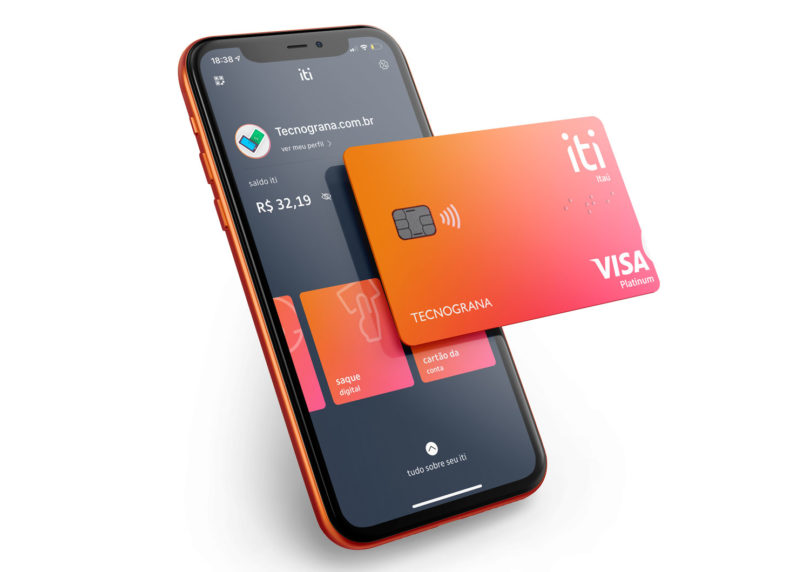 18:38
iti
Tecnograna.com.br
ver meu perfil
saldo iti
R$ 32,19
saque
digital
cartão da
conta
tudo sobre seu iti
iti
Itaú
VISA
Platinum
TECNOGRANA